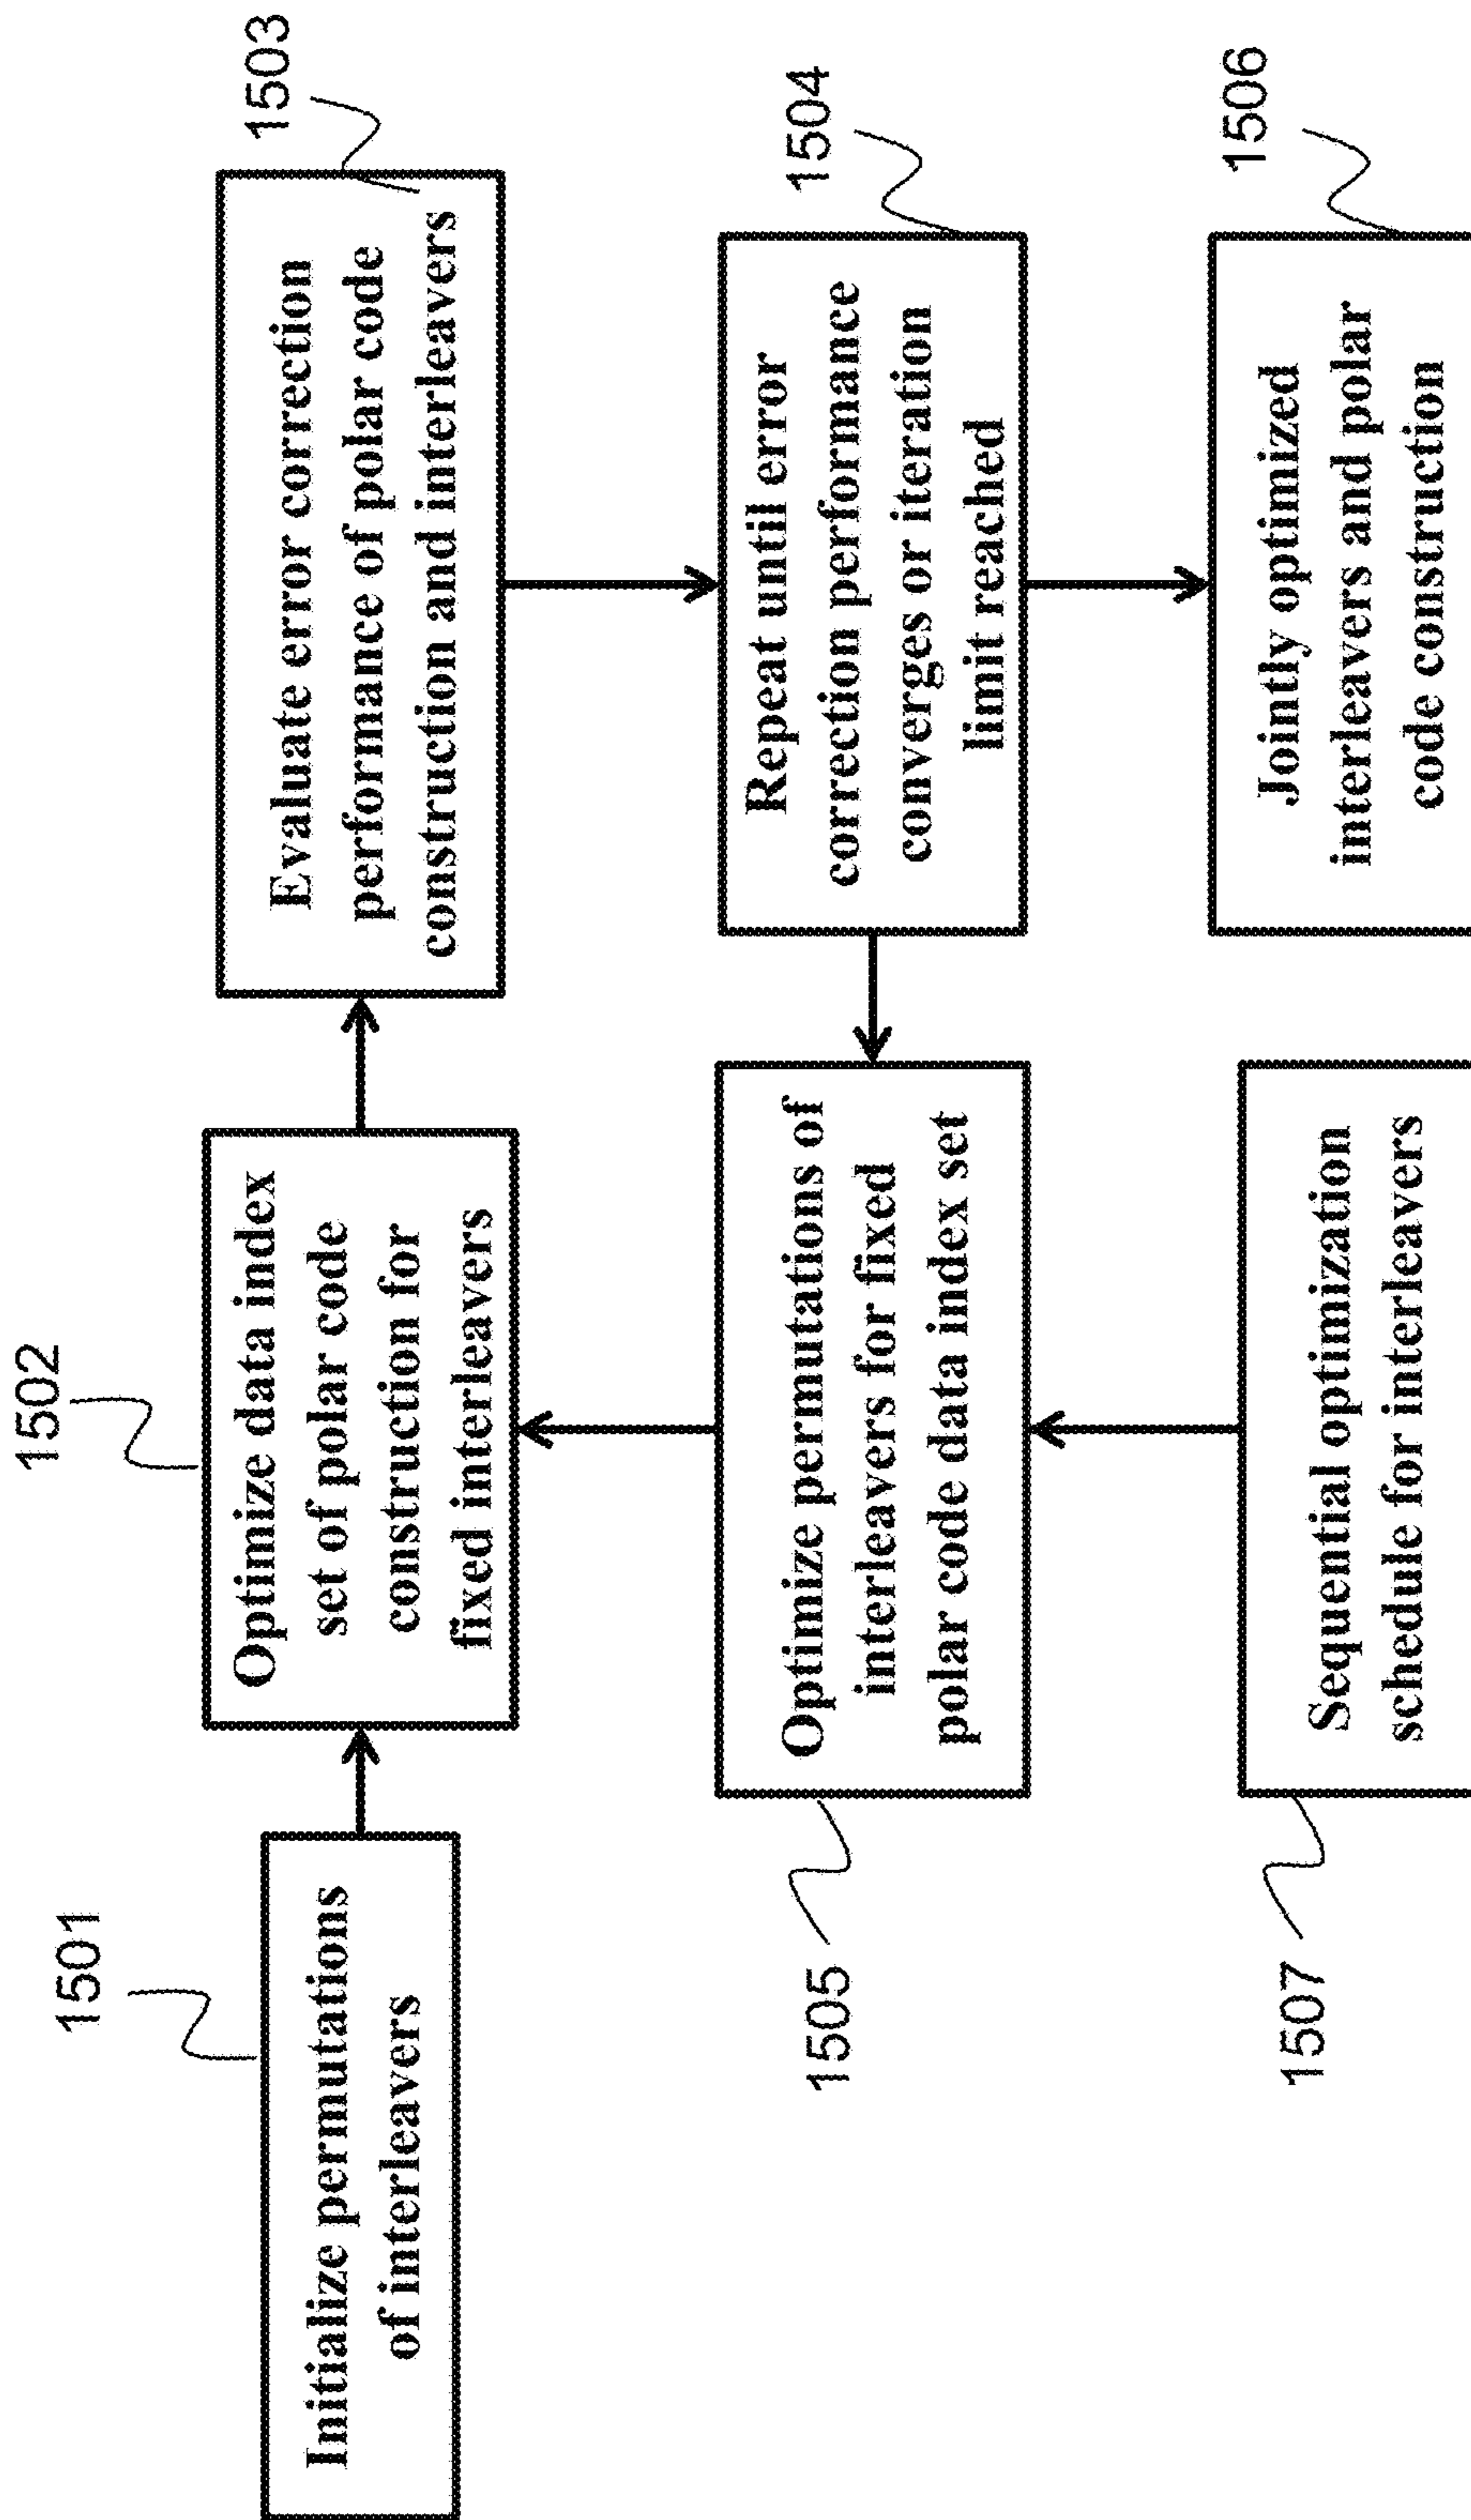 1501
Initialize permutations
of interleavers
1502
Optimize data index
set of polar code
construction for
fixed interleavers
1503
Evaluate error correction
performance of polar code
construction and interleavers
1504
Repeat until error
correction performance
converges or iteration
limit reached
1505
Optimize permutations of
interleavers for fixed
polar code data index set
1506
Jointly optimized
interleavers and polar
code construction
1507
Sequential optimization
schedule for interleavers